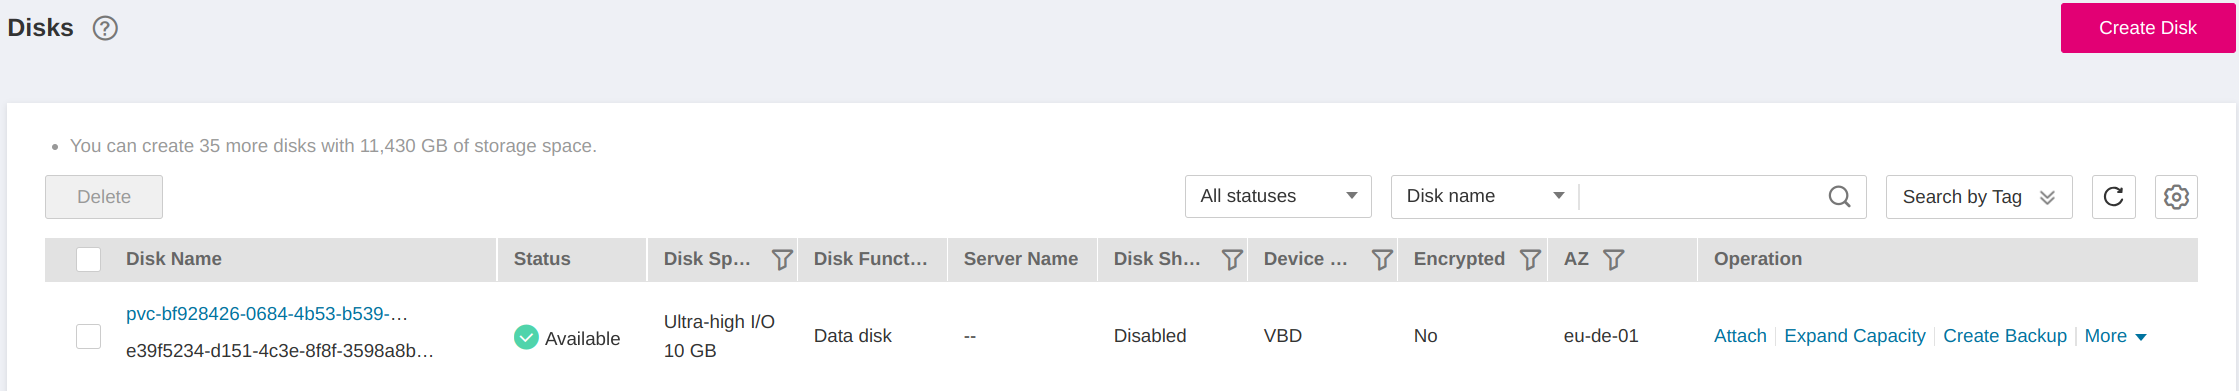 Disks
Create Disk
• You can create 35 more disks with 11,430 GB of storage space.
Delete All statuses Disk name Search by Tag
Disk Name Status Disk Sp... Disk Funct... Server Name Disk Sh... Device ... Encrypted AZ Operation
pvc-bf928426-0684-4b53-b539-...
e39f5234-d151-4c3e-8f8f-3598a8b...
Available
Ultra-high I/O
10 GB
Data disk -- Disabled VBD No eu-de-01 Attach Expand Capacity Create Backup More